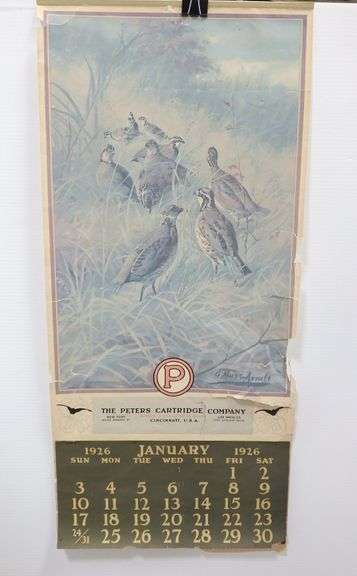 P
THE PETERS CARTRIDGE COMPANY
NEW YORK
LOS ANGELES
CINCINNATI, U.S.A.
1926 JANUARY 1926
SUN MON TUE WED THU FRI SAT
1 2
3 4 5 6 7 8 9
10 11 12 13 14 15 16
17 18 19 20 21 22 23
24/31 25 26 27 28 29 30